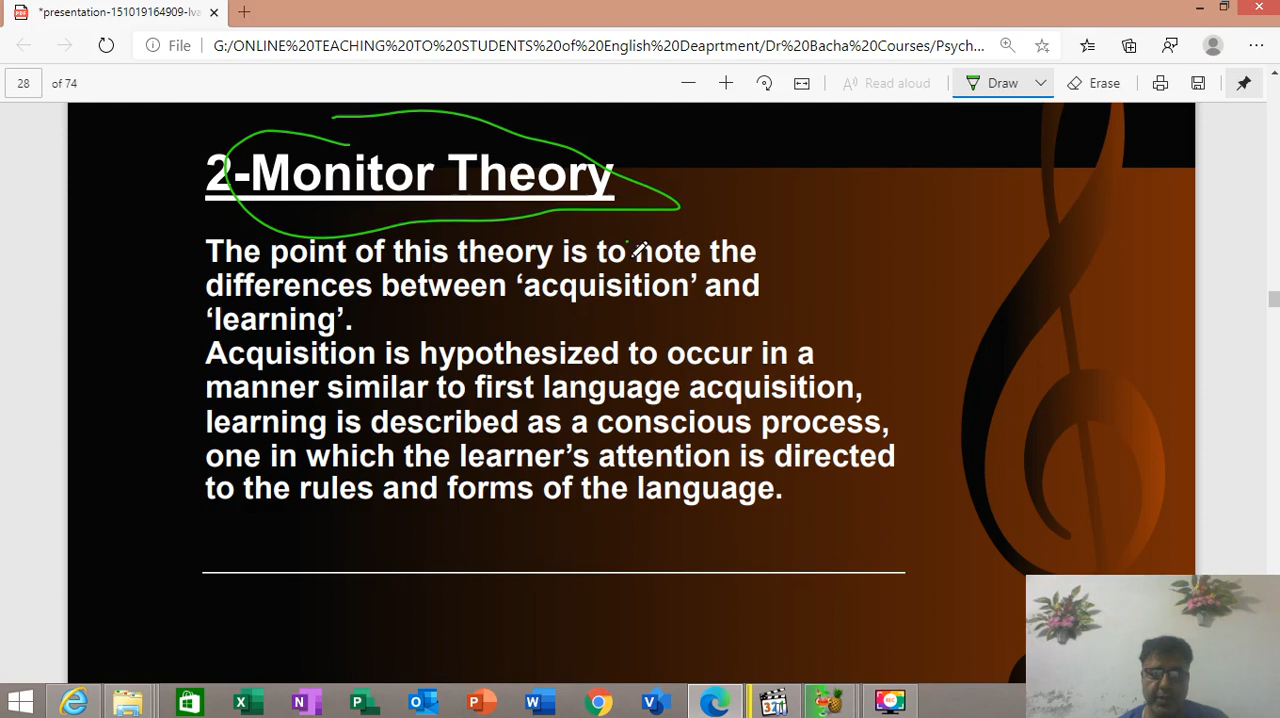 *presentation-151019164909-lva
File
G:/ONLINE%20TEACHING%20TO%20STUDENTS%20of%20English%20Deaprtment/Dr%20Bacha%20Courses/Psych...
28 of 74
Read aloud
Draw
Erase
2-Monitor Theory
The point of this theory is to note the
differences between ‘acquisition’ and
‘learning’.
Acquisition is hypothesized to occur in a
manner similar to first language acquisition,
learning is described as a conscious process,
one in which the learner’s attention is directed
to the rules and forms of the language.